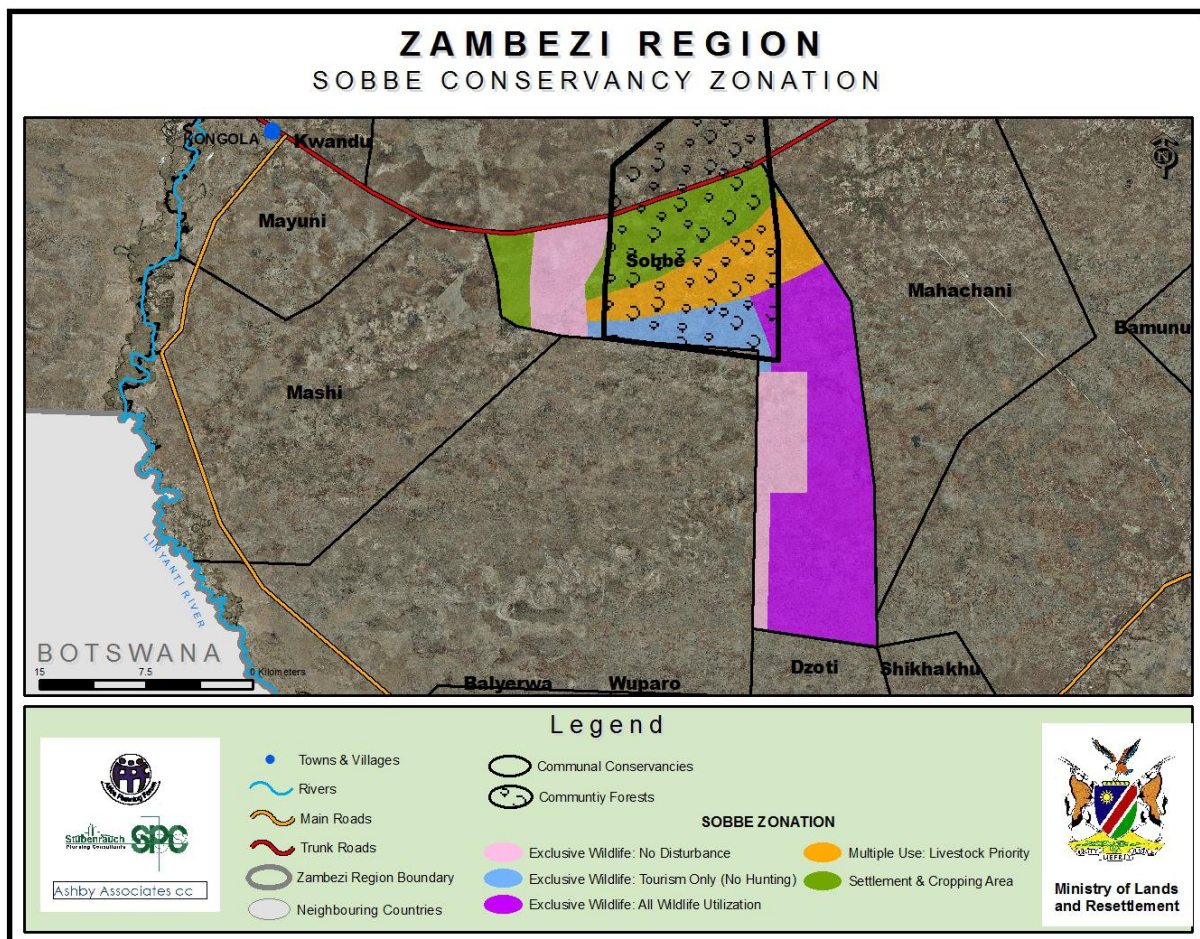 ZAMBEZI REGION
SOBBE CONSERVANCY ZONATION
KONGOLA
Kwandu
Mayuni
Sobbe
Mahachani
Bamunu
Mashi
LINYANTI RIVER
BOTSWANA
15 7.5 0 Kilometers
Balyerwa
Wuparo
Dzoti
Shikhakhu
N
Legend
Stubenrauch
Planning Consultants
SPC
Ashby Associates cc
Towns & Villages
Rivers
Main Roads
Trunk Roads
Zambezi Region Boundary
Neighbouring Countries
Communal Conservancies
Communtiy Forests
SOBBE ZONATION
Exclusive Wildlife: No Disturbance
Exclusive Wildlife: Tourism Only (No Hunting)
Exclusive Wildlife: All Wildlife Utilization
Multiple Use: Livestock Priority
Settlement & Cropping Area
Ministry of Lands
and Resettlement